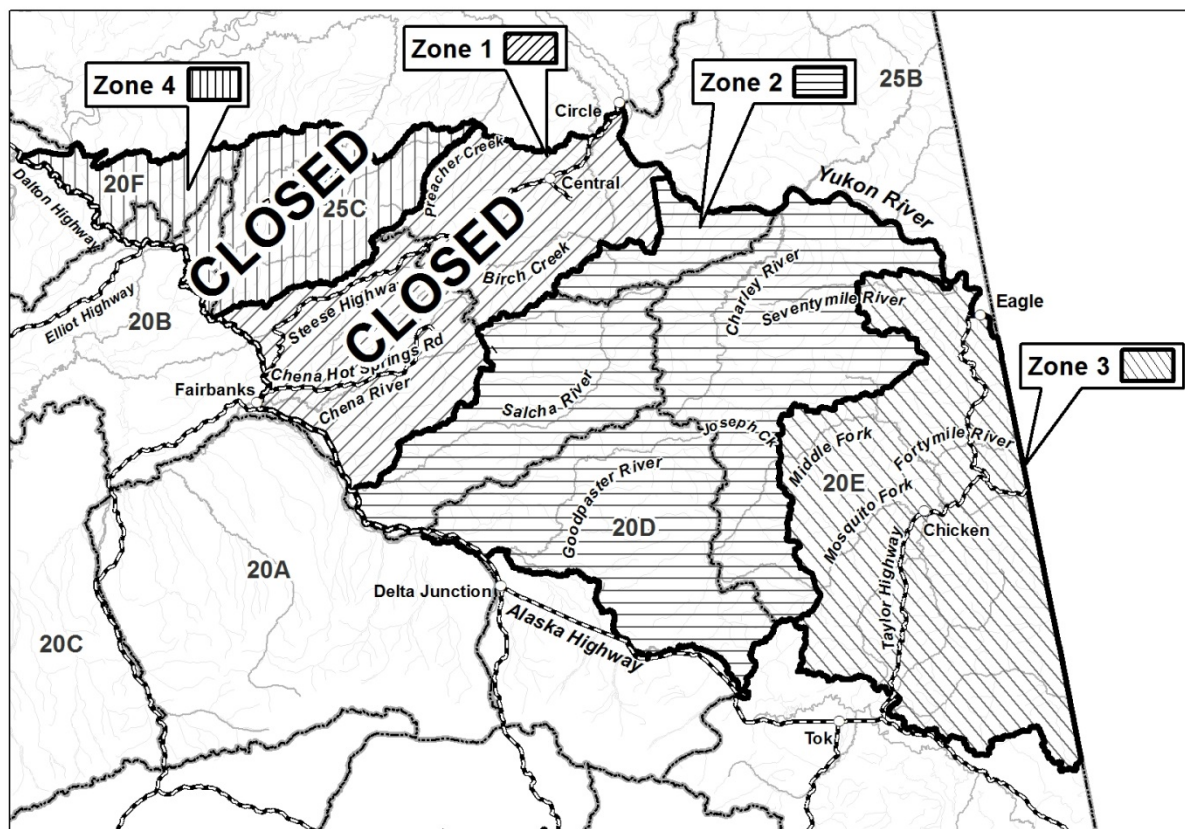 Zone 1
Zone 2
Zone 4
25B
Circle
Preacher Creek
20F
Central
Yukon River
Dalton Highway
25C
CLOSED
CLOSED
Birch Creek
Charley River
Seventymile River
Eagle
Steese Highway
Elliot Highway
20B
Zone 3
Chena Hot Springs Rd
Fairbanks
Chena River
Salcha River
Joseph Ck
Middle Fork
Fortymile River
20E
Goodpaster River
Mosquito Fork
20D
Chicken
20A
Delta Junction
Taylor Highway
Alaska Highway
20C
Tok